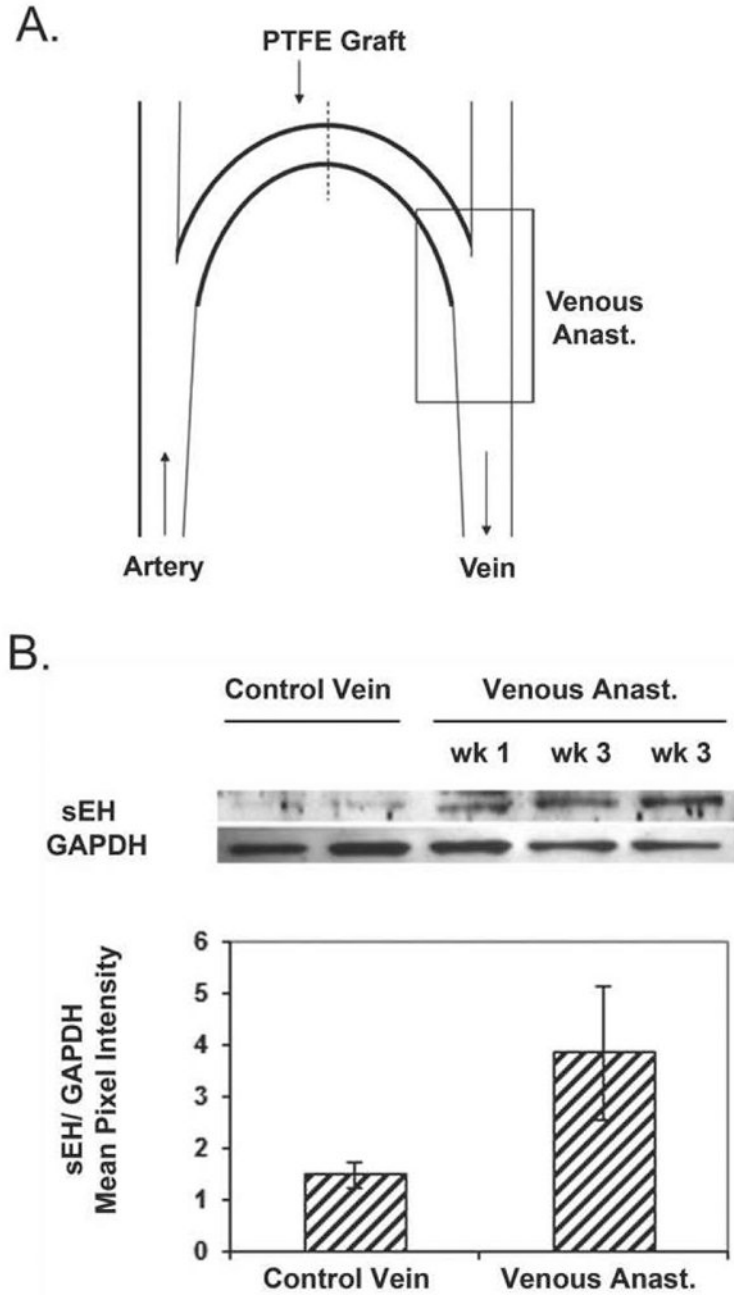 A.
PTFE Graft
Venous
Anast.
Artery
Vein
B.
Control Vein Venous Anast.
wk 1 wk 3 wk 3
sEH
GAPDH
sEH/ GAPDH
Mean Pixel Intensity
6
5
4
3
2
1
0
Control Vein Venous Anast.